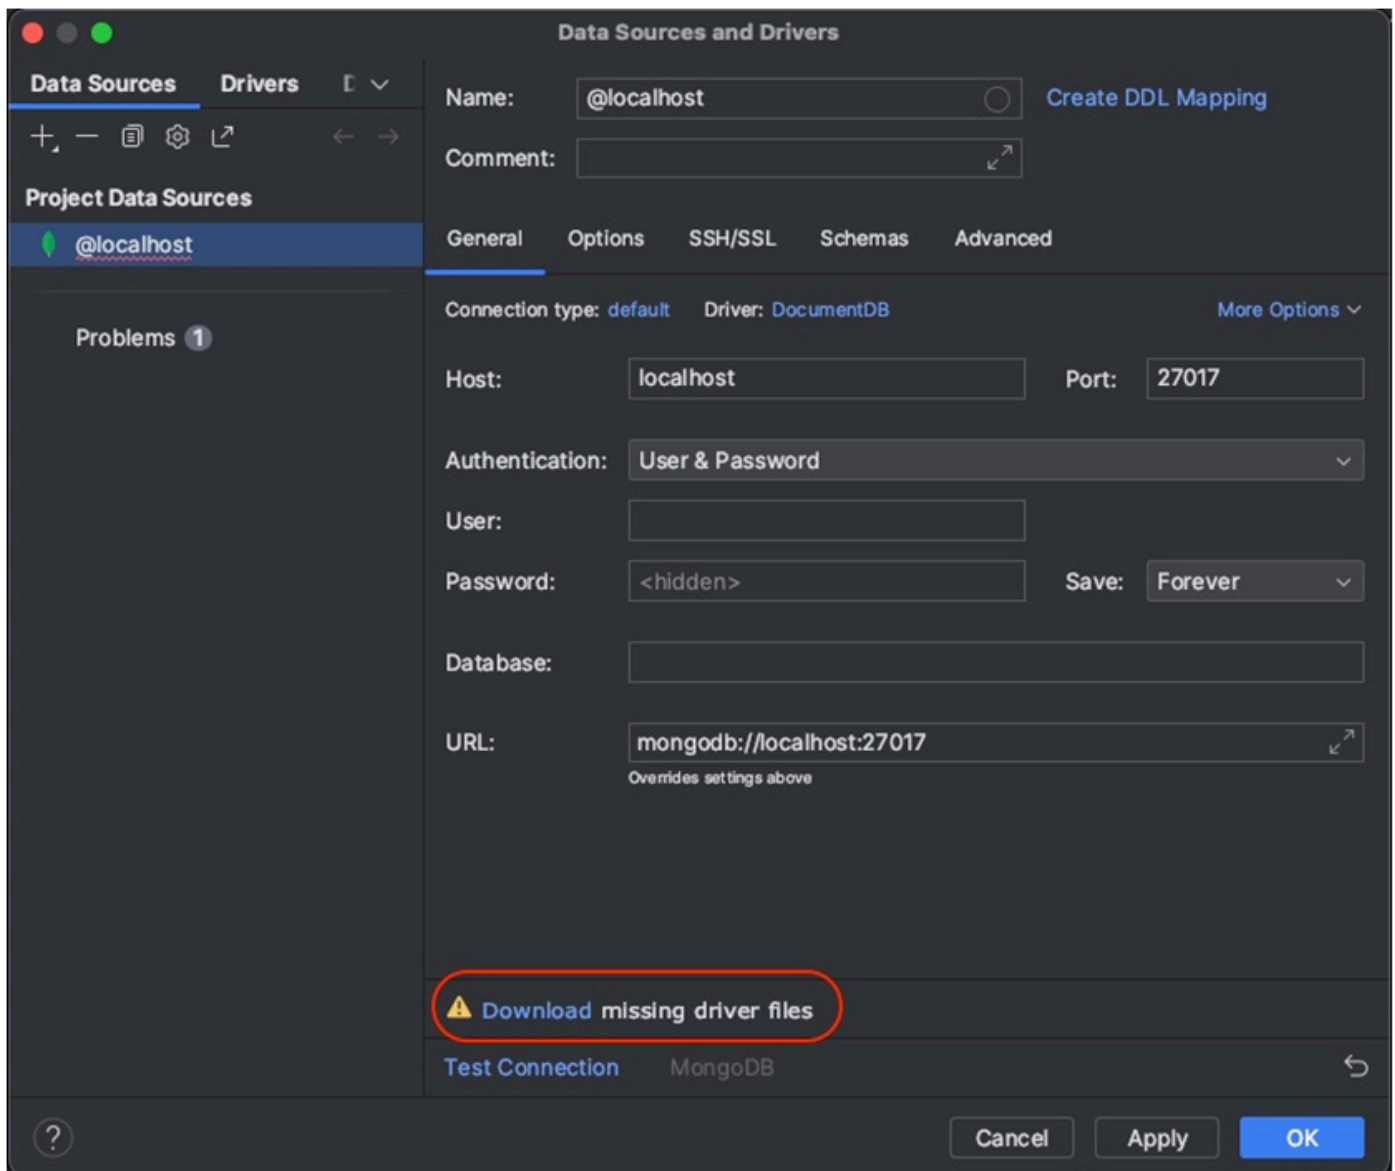 Data Sources and Drivers
Data Sources Drivers D
Project Data Sources
@localhost
Problems 1
Name: @localhost Create DDL Mapping
Comment:
General Options SSH/SSL Schemas Advanced
Connection type: default Driver: DocumentDB More Options
Host: localhost Port: 27017
Authentication: User & Password
User:
Password: <hidden> Save: Forever
Database:
URL: mongodb://localhost:27017
Overrides settings above
Download missing driver files
Test Connection MongoDB
? Cancel Apply OK